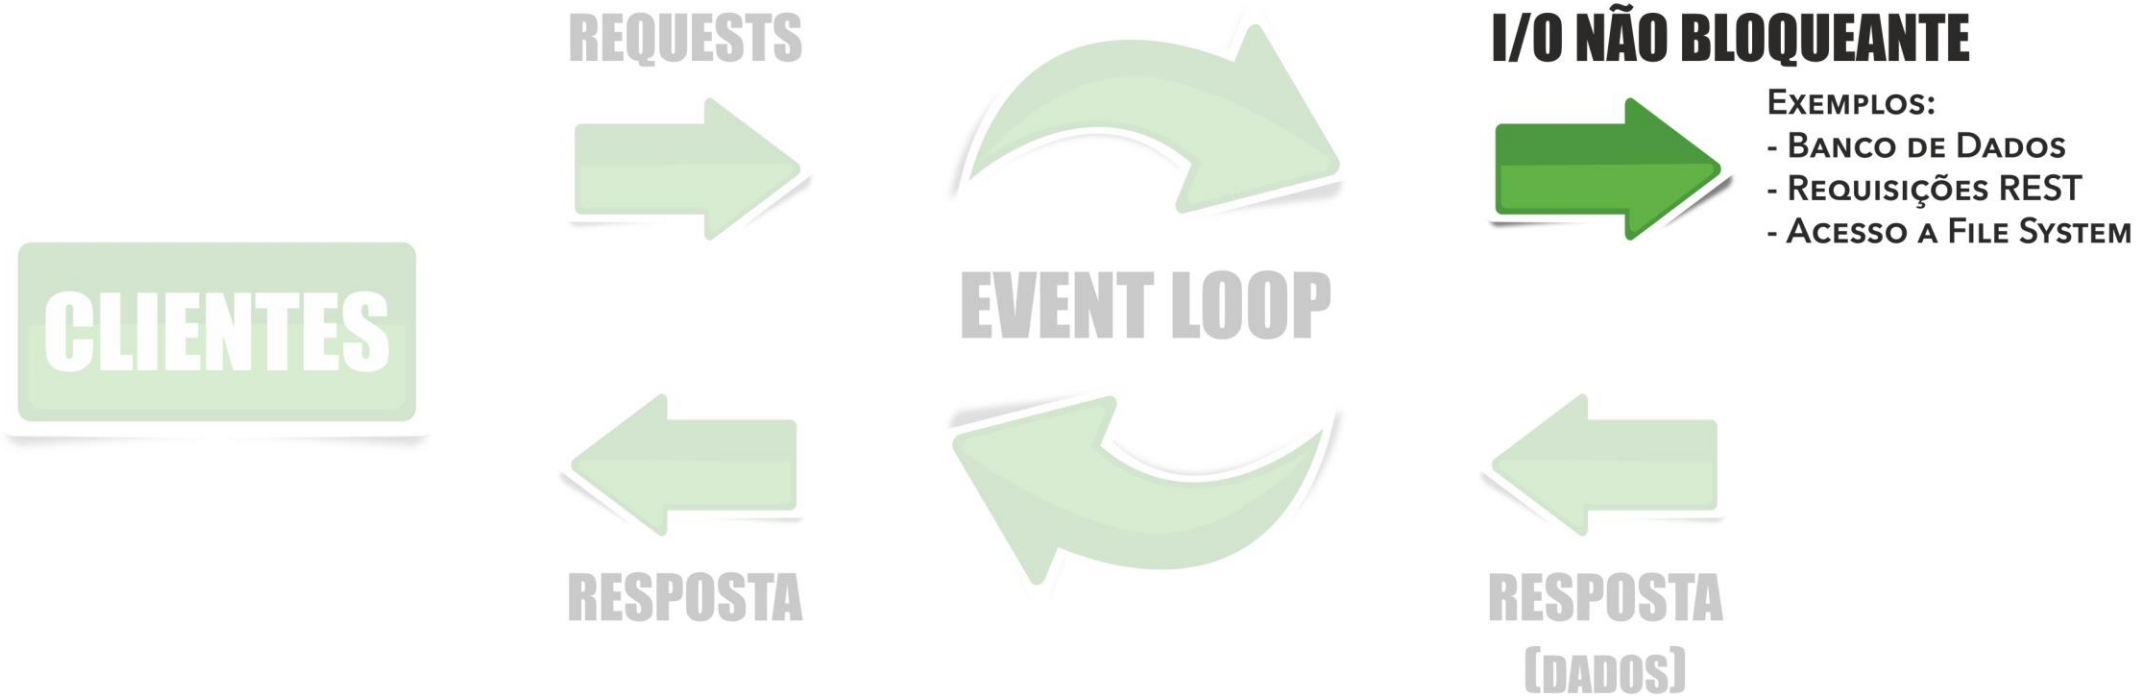 REQUESTS
I/O NÃO BLOQUEANTE
EXEMPLOS:
- BANCO DE DADOS
- REQUISIÇÕES REST
- ACESSO A FILE SYSTEM
CLIENTES
EVENT LOOP
RESPOSTA
RESPOSTA
(DADOS)